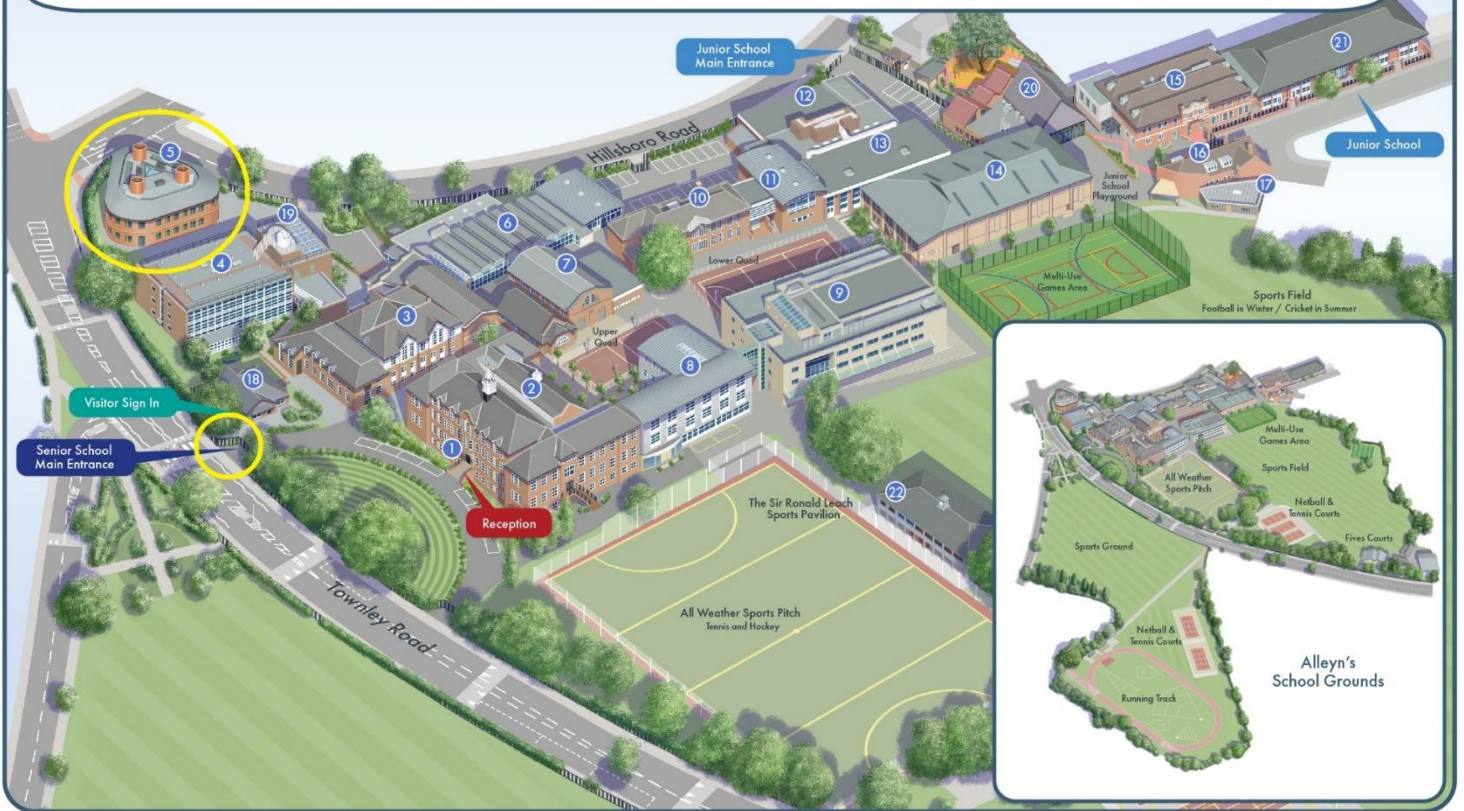 Junior School
Main Entrance
21
15
12
20
5
Hillsboro Road
13
16
Junior School
11
14
17
10
Junior
School
Playground
19
6
4
7
Lower Quad
Multi-Use
Games Area
9
Sports Field
Football in Winter / Cricket in Summer
3
Upper
Quad
8
18
2
Visitor Sign In
Senior School
Main Entrance
1
22
The Sir Ronald Leach
Sports Pavilion
Reception
Townley Road
All Weather Sports Pitch
Tennis and Hockey
Multi-Use
Games Area
Sports Field
All Weather
Sports Pitch
Netball &
Tennis Courts
Fives Courts
Sports Ground
Netball &
Tennis Courts
Running Track
Alleyn's
School Grounds